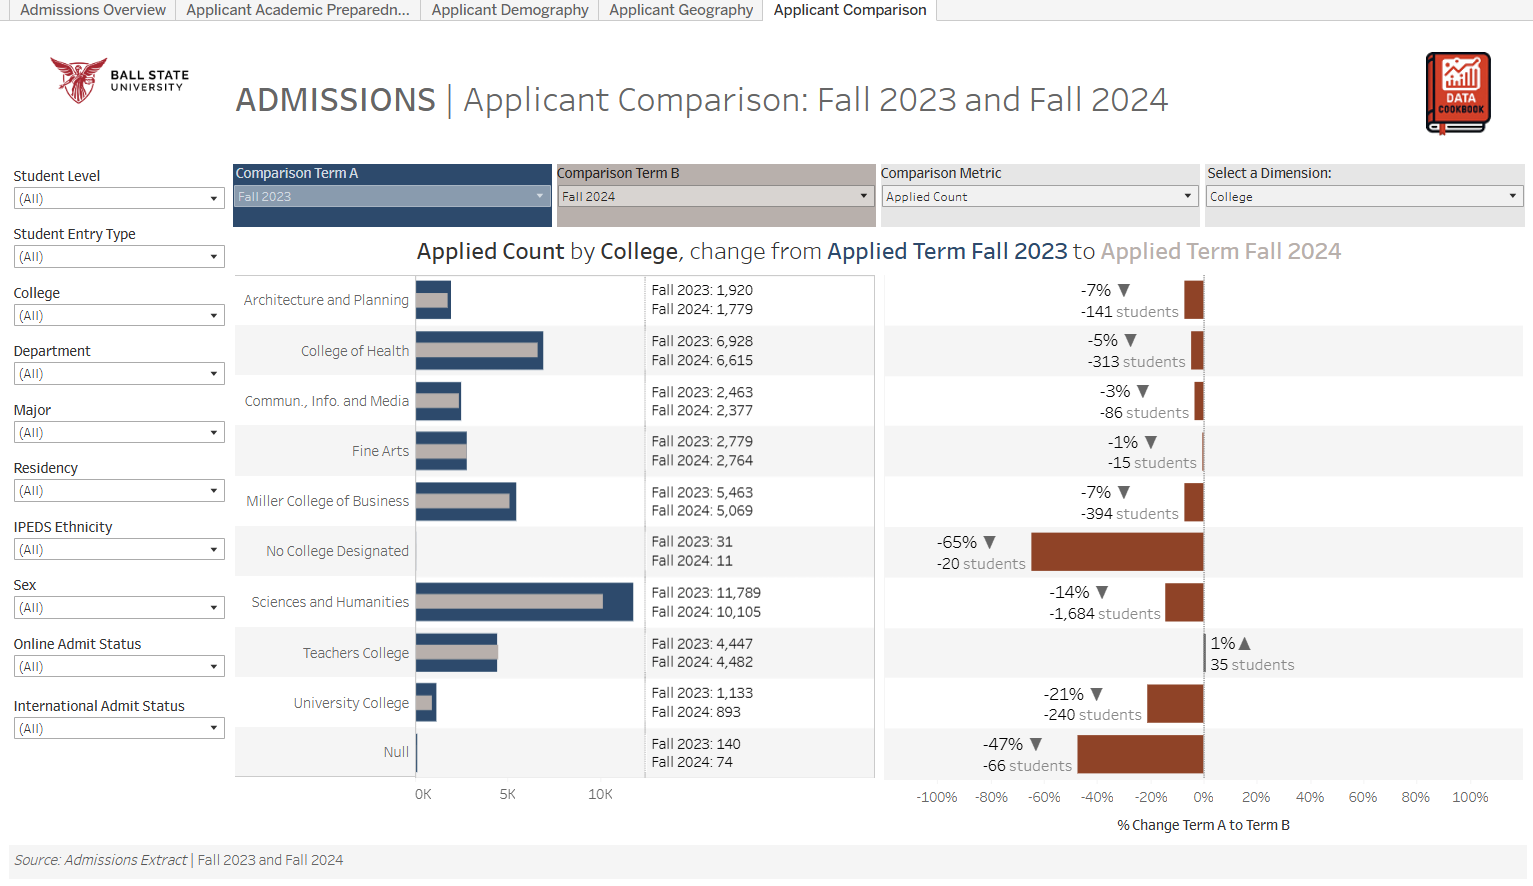 Admissions Overview
Applicant Academic Preparedn...
Applicant Demography
Applicant Geography
Applicant Comparison
BALL STATE
UNIVERSITY
ADMISSIONS | Applicant Comparison: Fall 2023 and Fall 2024
DATA
COOKBOOK
Student Level
(All)
Student Entry Type
(All)
College
(All)
Department
(All)
Major
(All)
Residency
(All)
IPEDS Ethnicity
(All)
Sex
(All)
Online Admit Status
(All)
International Admit Status
(All)
Comparison Term A
Fall 2023
Comparison Term B
Fall 2024
Comparison Metric
Applied Count
Select a Dimension:
College
Applied Count by College, change from Applied Term Fall 2023 to Applied Term Fall 2024
Architecture and Planning
Fall 2023: 1,920
Fall 2024: 1,779
-7% ▼
-141 students
College of Health
Fall 2023: 6,928
Fall 2024: 6,615
-5% ▼
-313 students
Commun., Info. and Media
Fall 2023: 2,463
Fall 2024: 2,377
-3% ▼
-86 students
Fine Arts
Fall 2023: 2,779
Fall 2024: 2,764
-1% ▼
-15 students
Miller College of Business
Fall 2023: 5,463
Fall 2024: 5,069
-7% ▼
-394 students
No College Designated
Fall 2023: 31
Fall 2024: 11
-65% ▼
-20 students
Sciences and Humanities
Fall 2023: 11,789
Fall 2024: 10,105
-14% ▼
-1,684 students
Teachers College
Fall 2023: 4,447
Fall 2024: 4,482
1% ▲
35 students
University College
Fall 2023: 1,133
Fall 2024: 893
-21% ▼
-240 students
Null
Fall 2023: 140
Fall 2024: 74
-47% ▼
-66 students
0K 5K 10K
-100% -80% -60% -40% -20% 0% 20% 40% 60% 80% 100%
% Change Term A to Term B
Source: Admissions Extract | Fall 2023 and Fall 2024